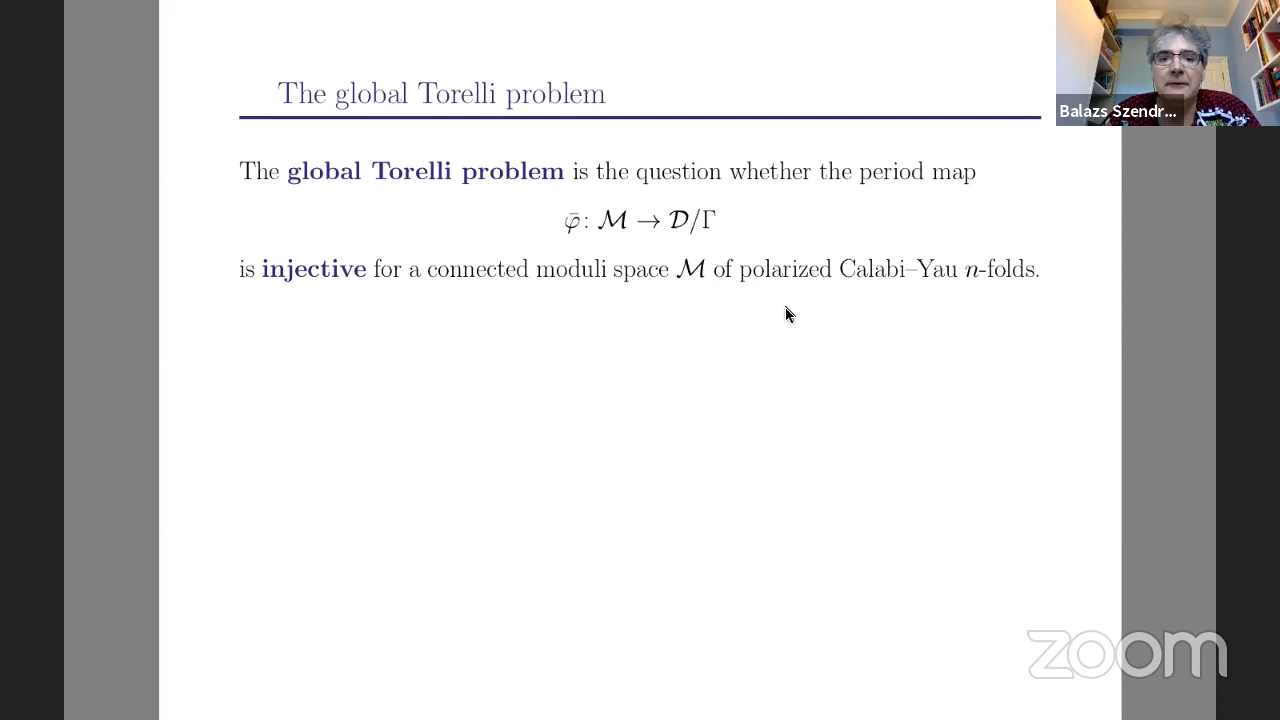 The global Torelli problem
Balazs Szendr...
The global Torelli problem is the question whether the period map
φ̄: ℳ → 𝒟/Γ
is injective for a connected moduli space ℳ of polarized Calabi–Yau n-folds.
zoom